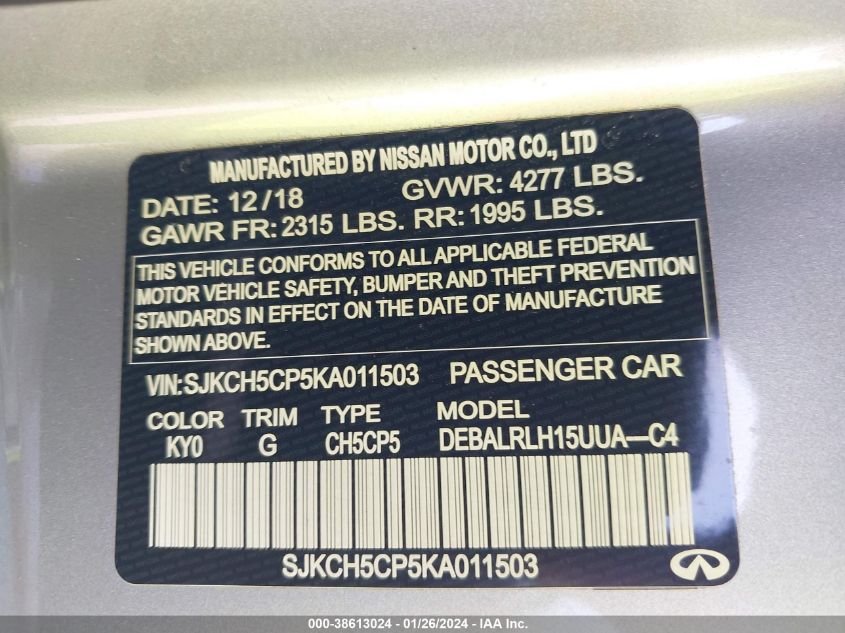 MANUFACTURED BY NISSAN MOTOR CO., LTD
DATE: 12/18 GVWR: 4277 LBS.
GAWR FR: 2315 LBS. RR: 1995 LBS.
THIS VEHICLE CONFORMS TO ALL APPLICABLE FEDERAL
MOTOR VEHICLE SAFETY, BUMPER AND THEFT PREVENTION
STANDARDS IN EFFECT ON THE DATE OF MANUFACTURE
SHOWN ABOVE.
VIN: SJKCH5CP5KA011503 PASSENGER CAR
COLOR TRIM TYPE MODEL
KY0 G CH5CP5 DEBALRLH15UUA—C4
SJKCH5CP5KA011503
000-38613024 - 01/26/2024 - IAA Inc.